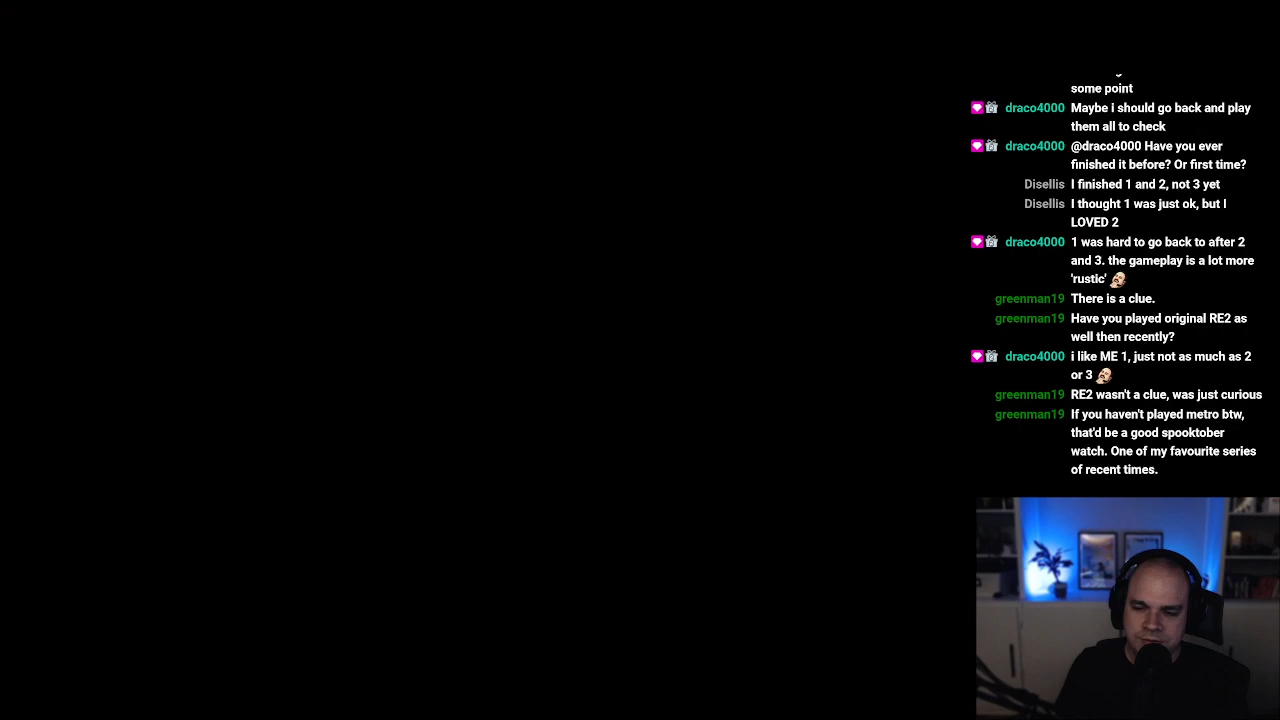 some point
draco4000 Maybe i should go back and play
them all to check
draco4000 @draco4000 Have you ever
finished it before? Or first time?
Disellis I finished 1 and 2, not 3 yet
Disellis I thought 1 was just ok, but I
LOVED 2
draco4000 1 was hard to go back to after 2
and 3. the gameplay is a lot more
'rustic'
greenman19 There is a clue.
greenman19 Have you played original RE2 as
well then recently?
draco4000 i like ME 1, just not as much as 2
or 3
greenman19 RE2 wasn't a clue, was just curious
greenman19 If you haven't played metro btw,
that'd be a good spooktober
watch. One of my favourite series
of recent times.